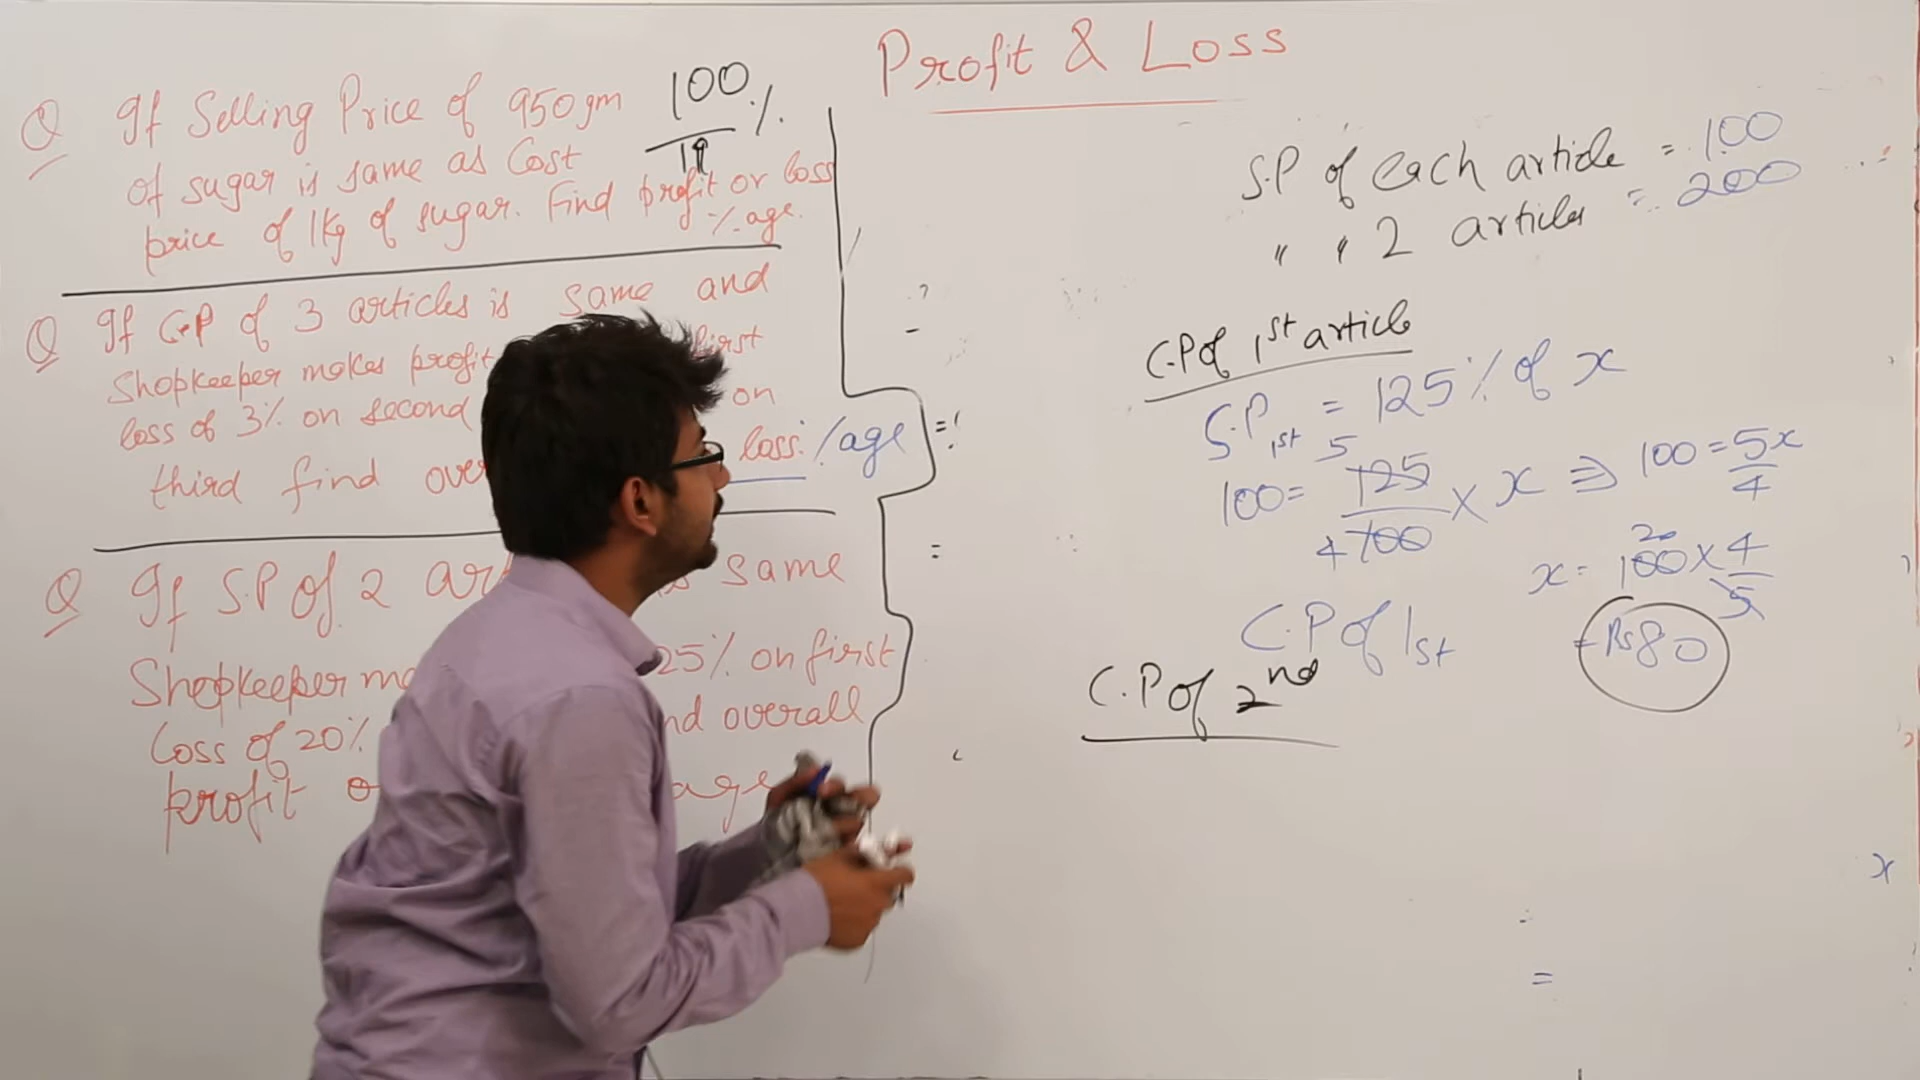 Profit & Loss
Q If Selling Price of 950gm
of sugar is same as Cost
price of 1Kg of sugar. Find profit or loss
%age.
100/19 %
Q If C.P of 3 articles is same and
Shopkeeper makes profit first
loss of 3% on second on
third find over loss %age
Q If S.P of 2 same
Shopkeeper 25% on first
Loss of 20% overall
profit age
S.P of each article = 100
" " 2 articles = 200
C.P of 1st article
S.P 1st = 125% of x
100 = 125/100 × x ⇒ 100 = 5x/4
5
4
x = 100 × 4/5
20
C.P of 1st = Rs 80
C.P of 2nd
x
=